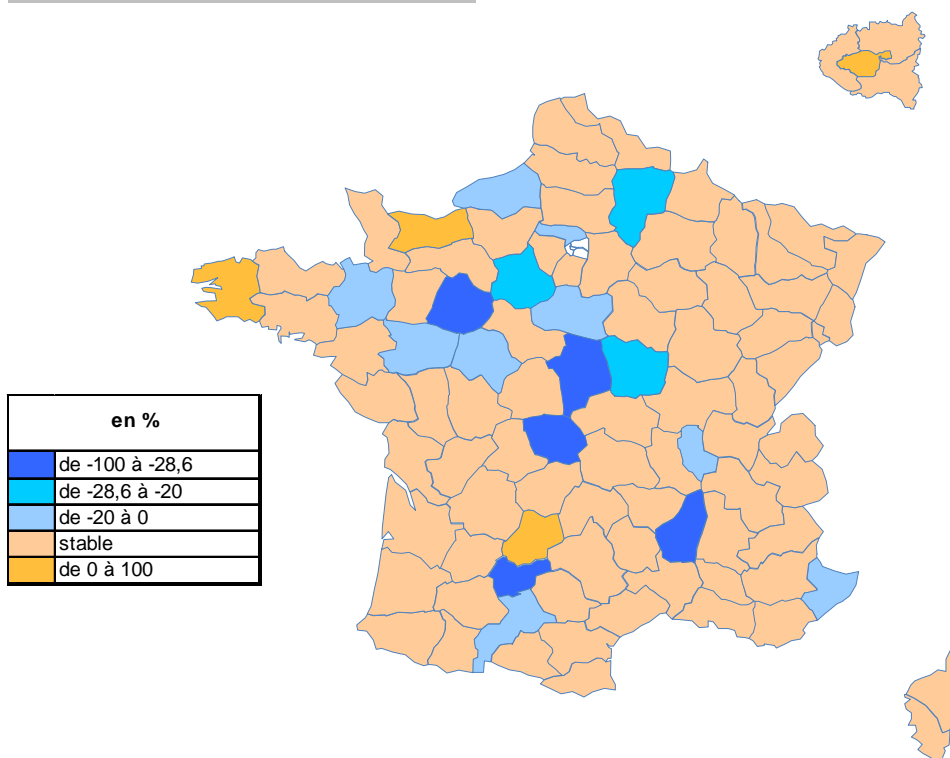 en %
de -100 à -28,6
de -28,6 à -20
de -20 à 0
stable
de 0 à 100